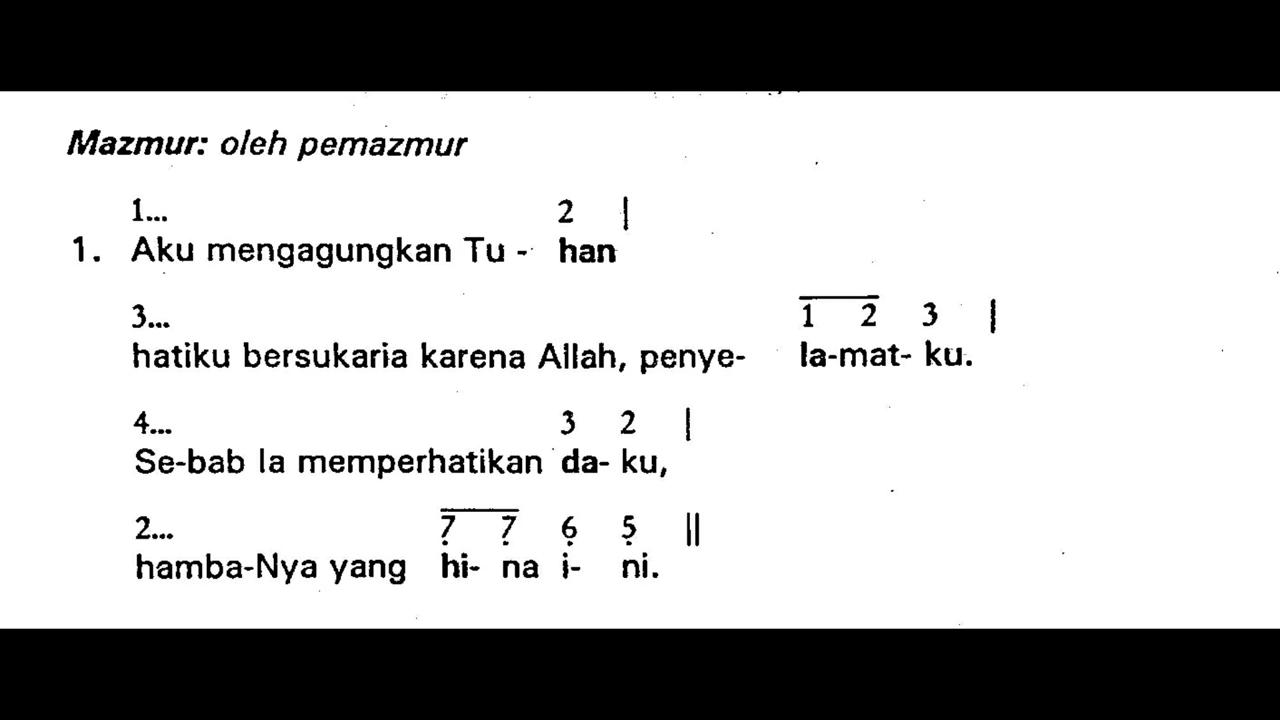 Mazmur: oleh pemazmur
1... 2 |
1. Aku mengagungkan Tu - han
3... 1 2 3 |
hatiku bersukaria karena Allah, penye- la-mat- ku.
4... 3 2 |
Se-bab Ia memperhatikan da- ku,
2... 7̣ 7̣ 6̣ 5̣ ||
hamba-Nya yang hi- na i- ni.